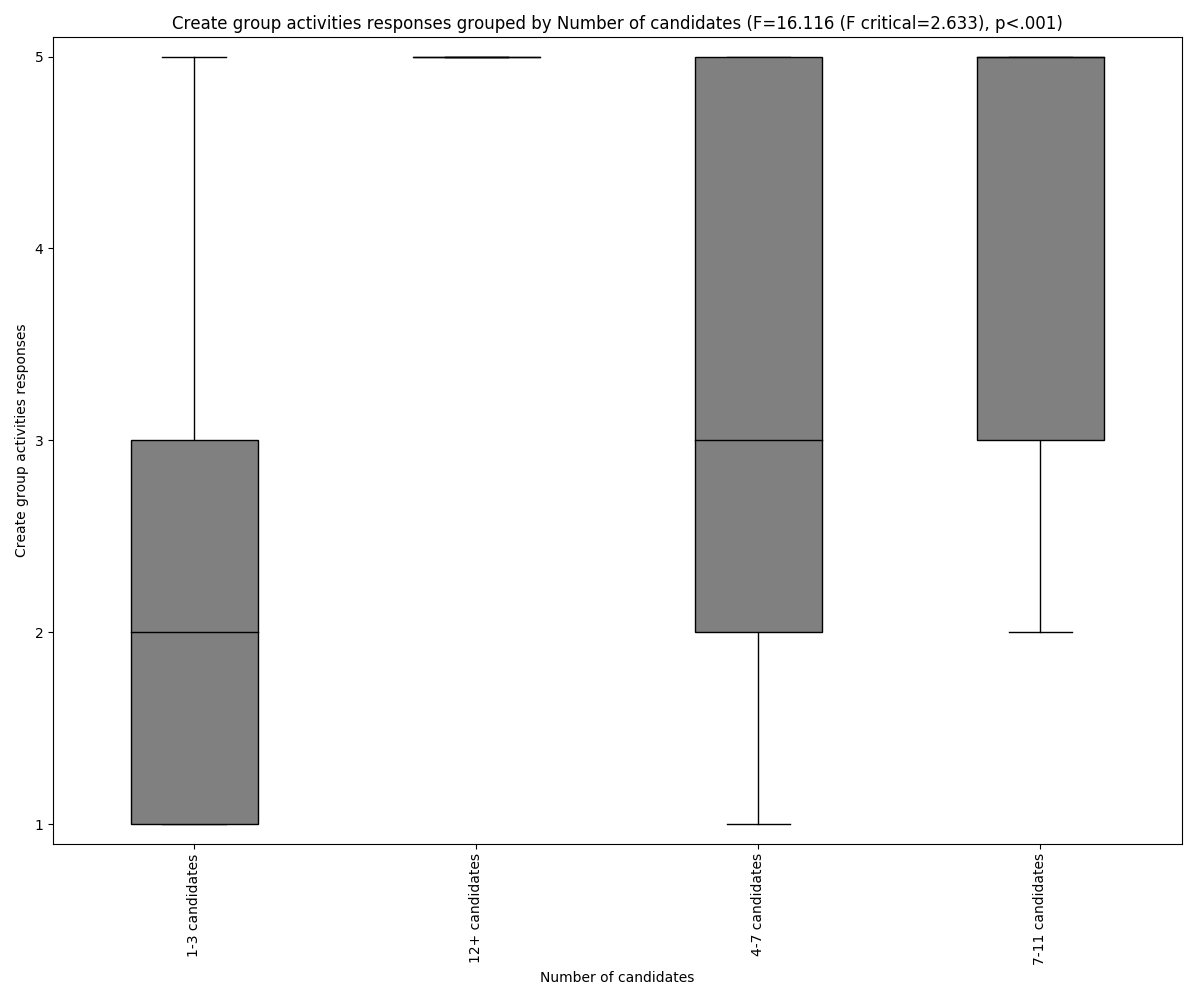 Create group activities responses grouped by Number of candidates (F=16.116 (F critical=2.633), p<.001)
Create group activities responses
5
4
3
2
1
1-3 candidates
12+ candidates
4-7 candidates
7-11 candidates
Number of candidates